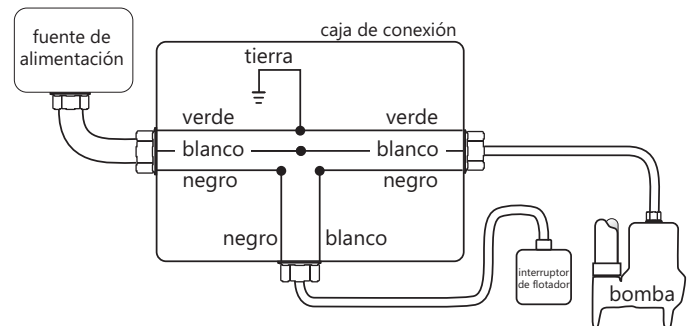 fuente de
alimentación
caja de conexión
tierra
verde
verde
blanco
blanco
negro
negro
negro
blanco
interruptor
de flotador
bomba